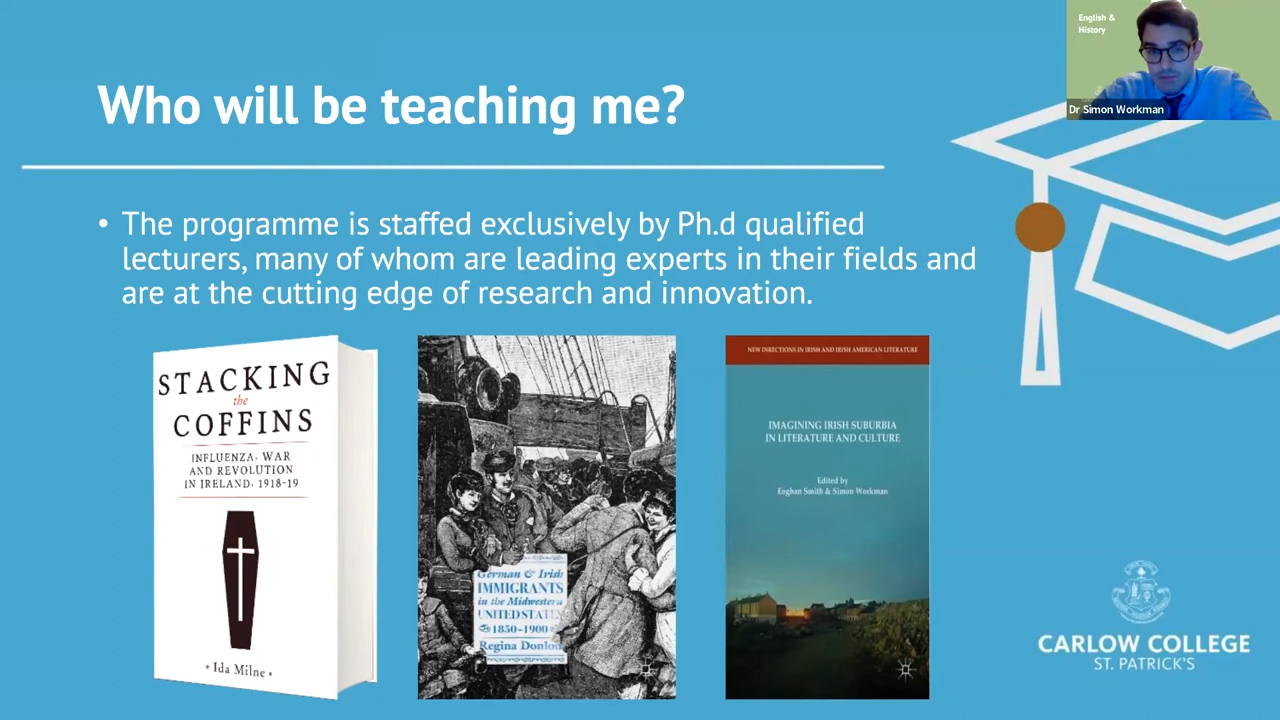 English &
History
Dr Simon Workman
Who will be teaching me?
• The programme is staffed exclusively by Ph.d qualified
lecturers, many of whom are leading experts in their fields and
are at the cutting edge of research and innovation.
STACKING
the
COFFINS
INFLUENZA, WAR
AND REVOLUTION
IN IRELAND, 1918-19
• Ida Milne •
German & Irish
IMMIGRANTS
in the Midwestern
UNITED STATES
1850-1900
Regina Donlon
NEW DIRECTIONS IN IRISH AND IRISH AMERICAN LITERATURE
IMAGINING IRISH SUBURBIA
IN LITERATURE AND CULTURE
Edited by
Eoghan Smith & Simon Workman
CARLOW COLLEGE
ST. PATRICK'S